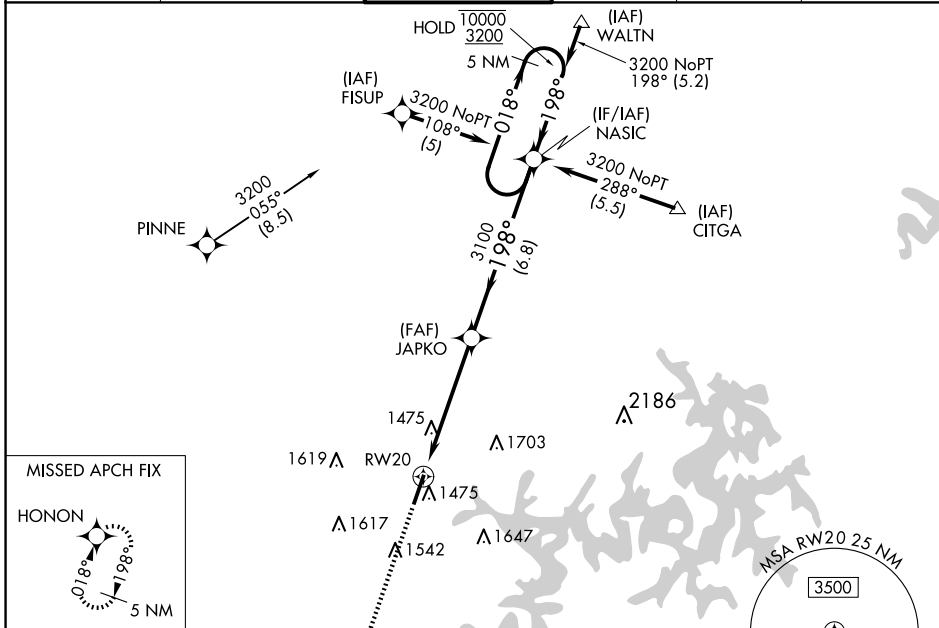 HOLD 10000
3200
5 NM
(IAF)
WALTN
3200 NoPT
198° (5.2)
(IAF)
FISUP
3200 NoPT
108°
(5)
018°
198°
(IF/IAF)
NASIC
3200 NoPT
288°
(5.5)
(IAF)
CITGA
3200
055°
(8.5)
PINNE
3100
198°
(6.8)
(FAF)
JAPKO
2186
1475
1703
1619
RW20
1475
1617
1542
1647
MISSED APCH FIX
HONON
018°
198°
5 NM
MSA RW20 25 NM
3500